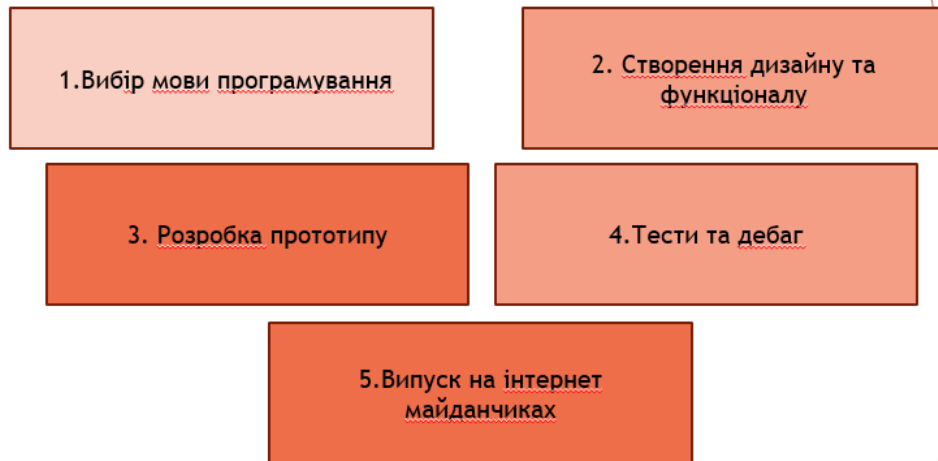 1.Вибір мови програмування
2. Створення дизайну та
функціоналу
3. Розробка прототипу
4.Тести та дебаг
5.Випуск на інтернет
майданчиках